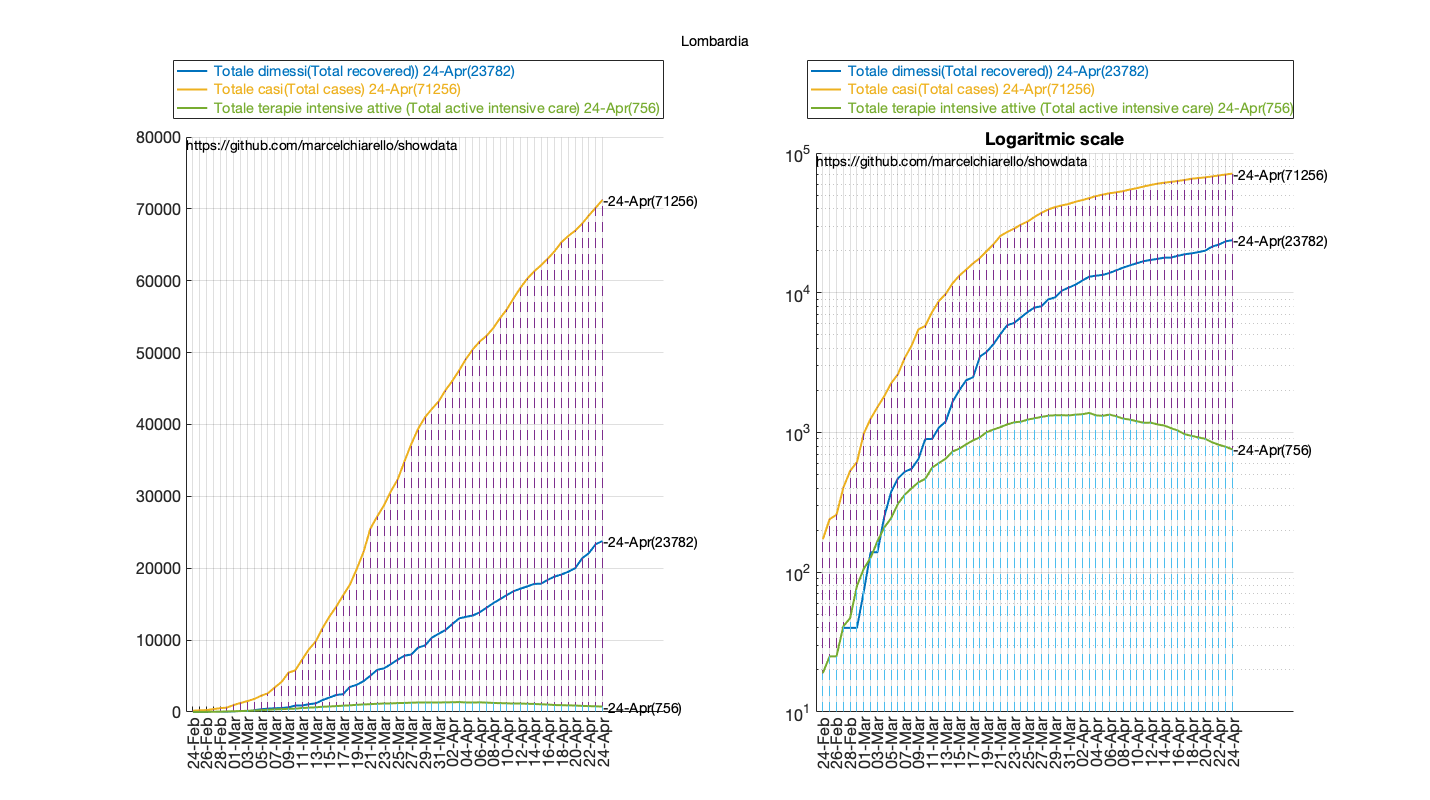 Lombardia
Totale dimessi(Total recovered)) 24-Apr(23782)
Totale casi(Total cases) 24-Apr(71256)
Totale terapie intensive attive (Total active intensive care) 24-Apr(756)
80000
70000
60000
50000
40000
30000
20000
10000
0
https://github.com/marcelchiarello/showdata
-24-Apr(71256)
-24-Apr(23782)
-24-Apr(756)
24-Feb
26-Feb
28-Feb
01-Mar
03-Mar
05-Mar
07-Mar
09-Mar
11-Mar
13-Mar
15-Mar
17-Mar
19-Mar
21-Mar
23-Mar
25-Mar
27-Mar
29-Mar
31-Mar
02-Apr
04-Apr
06-Apr
08-Apr
10-Apr
12-Apr
14-Apr
16-Apr
18-Apr
20-Apr
22-Apr
24-Apr
Totale dimessi(Total recovered)) 24-Apr(23782)
Totale casi(Total cases) 24-Apr(71256)
Totale terapie intensive attive (Total active intensive care) 24-Apr(756)
Logaritmic scale
10^5
10^4
10^3
10^2
10^1
https://github.com/marcelchiarello/showdata
-24-Apr(71256)
-24-Apr(23782)
-24-Apr(756)
24-Feb
26-Feb
28-Feb
01-Mar
03-Mar
05-Mar
07-Mar
09-Mar
11-Mar
13-Mar
15-Mar
17-Mar
19-Mar
21-Mar
23-Mar
25-Mar
27-Mar
29-Mar
31-Mar
02-Apr
04-Apr
06-Apr
08-Apr
10-Apr
12-Apr
14-Apr
16-Apr
18-Apr
20-Apr
22-Apr
24-Apr